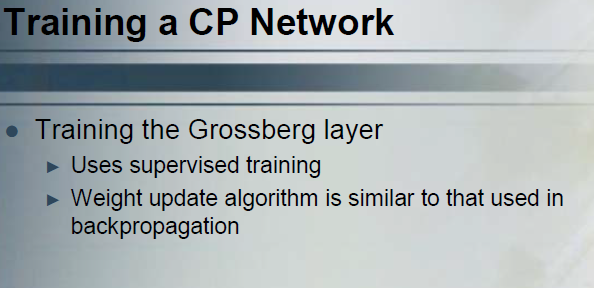 Training a CP Network
● Training the Grossberg layer
► Uses supervised training
► Weight update algorithm is similar to that used in
backpropagation